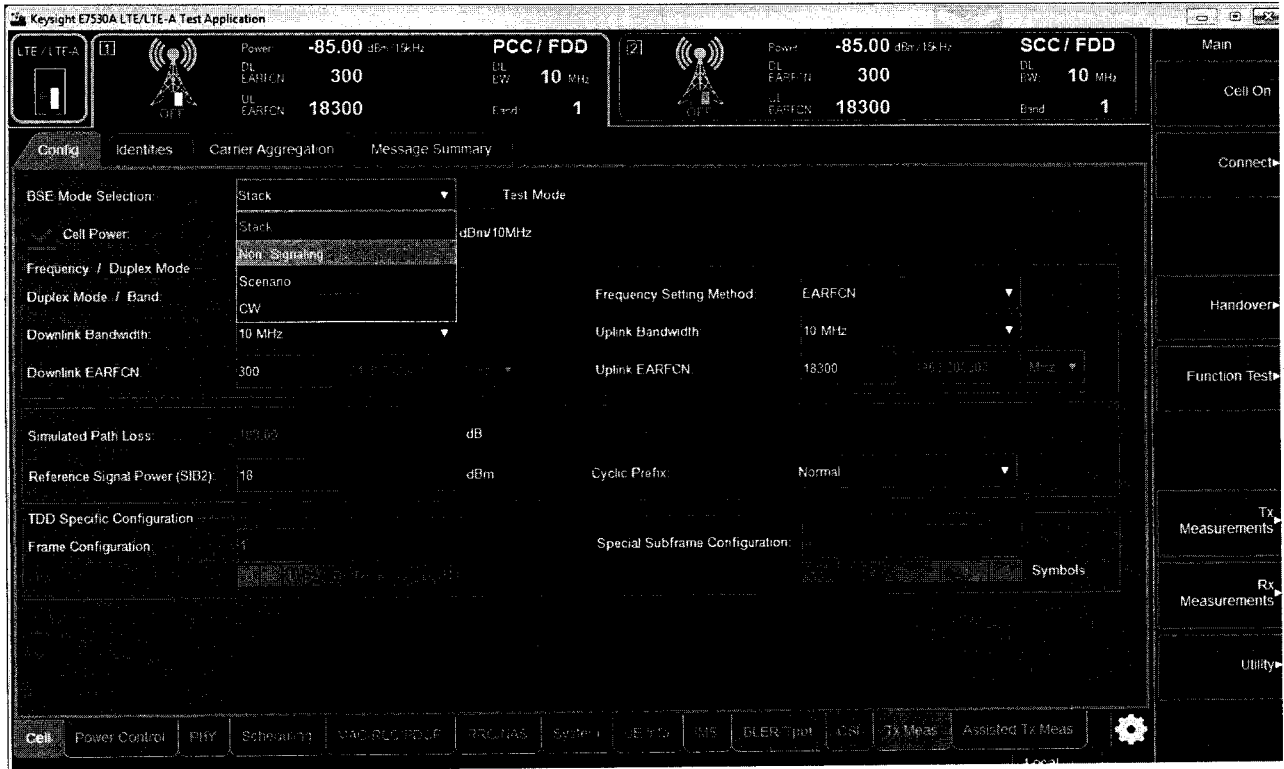 Keysight E7530A LTE/LTE-A Test Application
LTE / LTE-A
1
Power: -85.00 dBm/15kHz PCC / FDD
DL EARFCN 300 DL BW: 10 MHz
UL EARFCN 18300 Band: 1
OFF
2
Power: -85.00 dBm/15kHz SCC / FDD
DL EARFCN 300 DL BW: 10 MHz
UL EARFCN 18300 Band 1
OFF
Main
Cell On
Connect
Handover
Function Test
Tx Measurements
Rx Measurements
Utility
Config Identities Carrier Aggregation Message Summary
BSE Mode Selection: Stack Test Mode
Stack
Non Signaling
Scenario
CW
Cell Power: dBm/10MHz
Frequency / Duplex Mode
Duplex Mode / Band: Frequency Setting Method: EARFCN
Downlink Bandwidth: 10 MHz Uplink Bandwidth 10 MHz
Downlink EARFCN 300 Uplink EARFCN 18300 MHz
Simulated Path Loss: 103.00 dB
Reference Signal Power (SIB2): 18 dBm Cyclic Prefix: Normal
TDD Specific Configuration
Frame Configuration: 1 Special Subframe Configuration:
Symbols
Cell Power Control PHY Scheduling MAC/RLC/PDCP RRC/NAS System UE Info IMS BLER/Tput CSI Tx Meas Assisted Tx Meas
Local